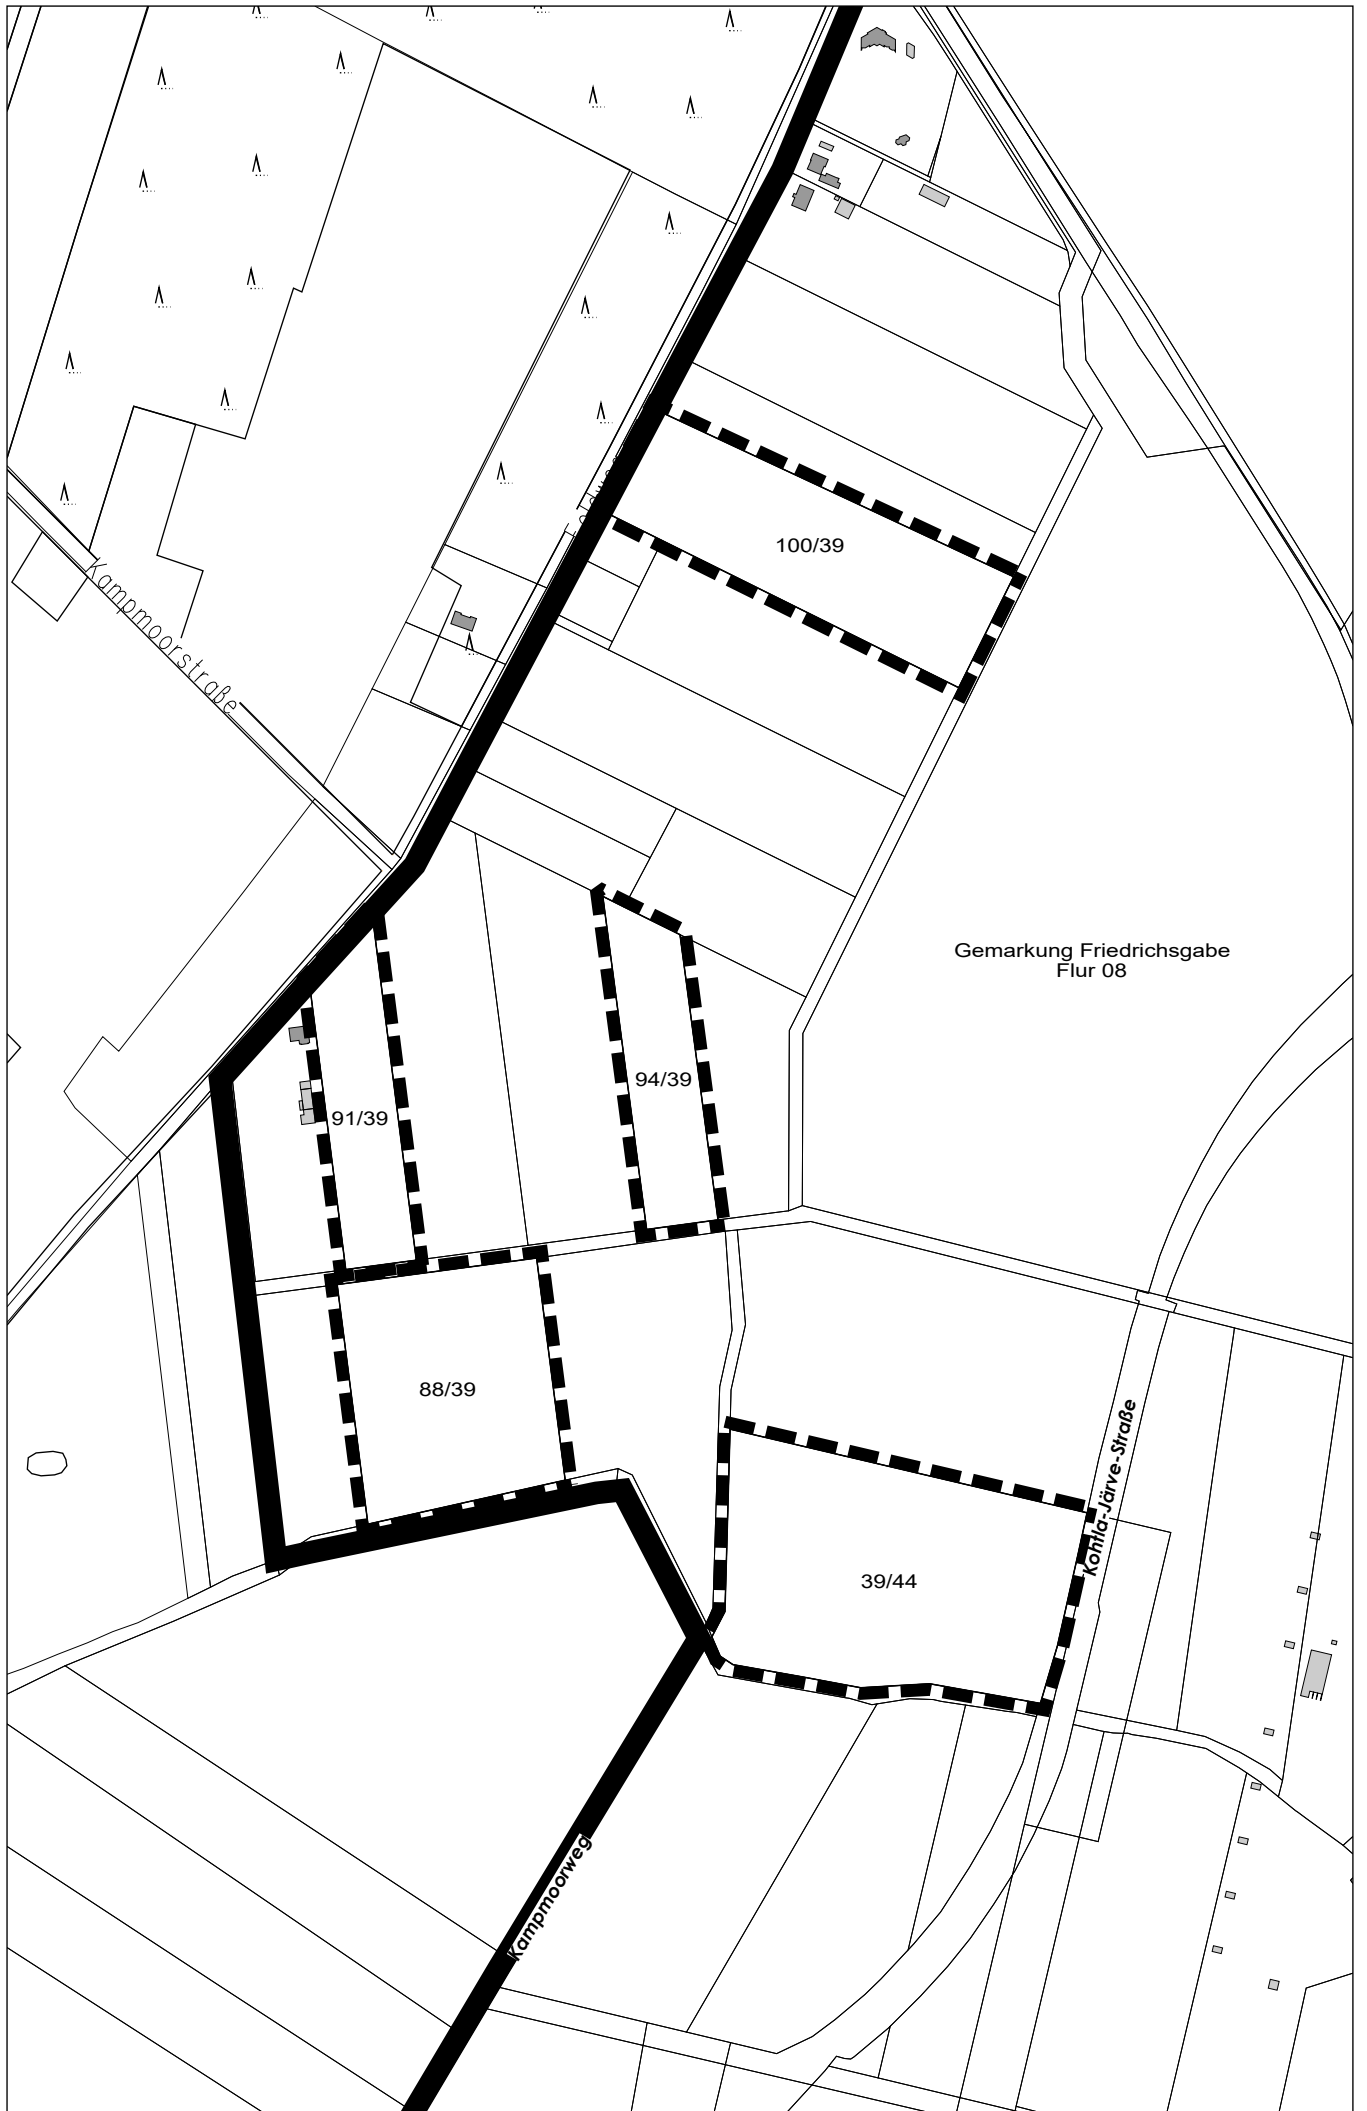 100/39
Kampmoorstraße
Gemarkung Friedrichsgabe
Flur 08
94/39
91/39
88/39
Kohtla-Järve-Straße
39/44
Kampmoorweg